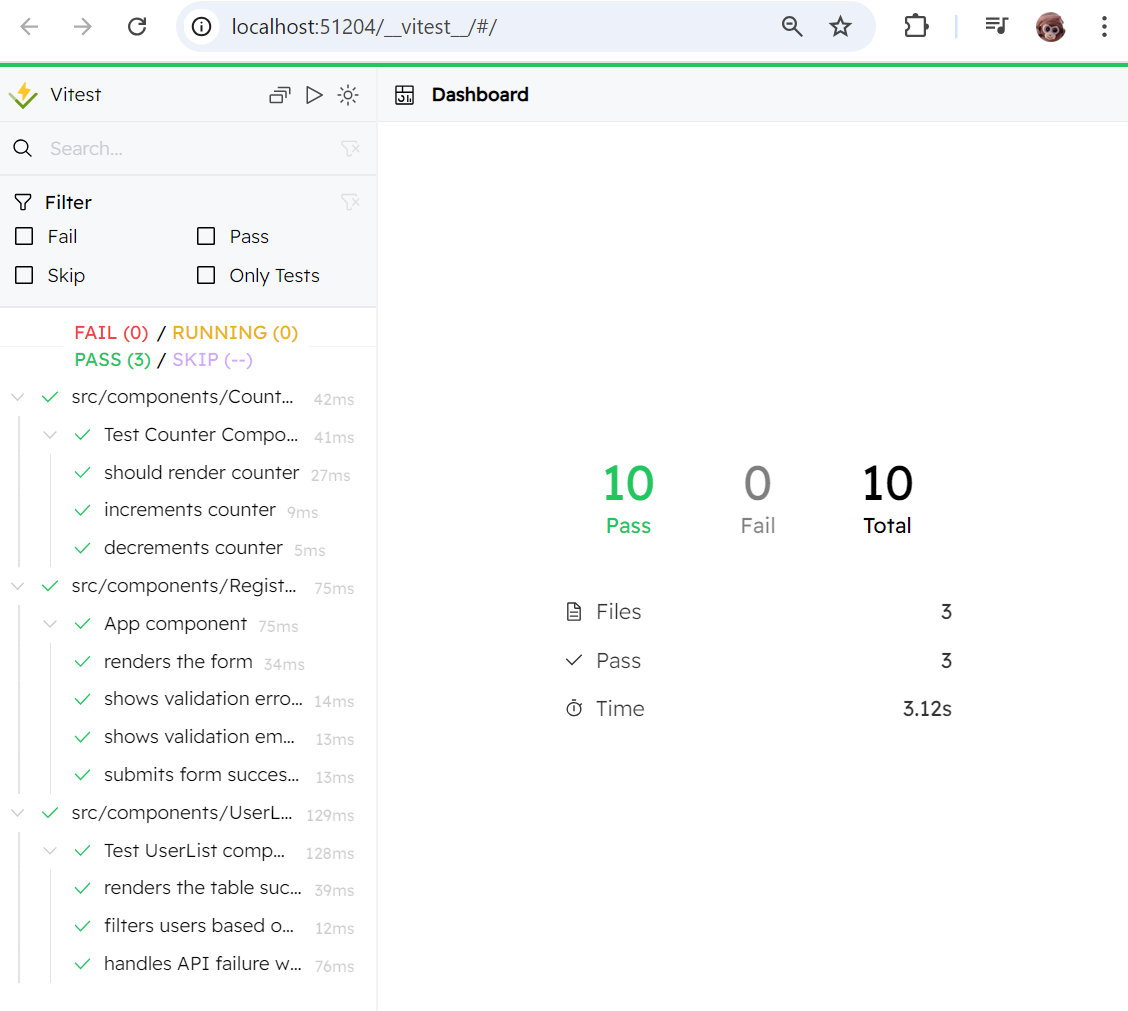 localhost:51204/__vitest__/#/
Vitest
Dashboard
Search...
Filter
Fail
Pass
Skip
Only Tests
FAIL (0) / RUNNING (0)
PASS (3) / SKIP (--)
src/components/Count... 42ms
Test Counter Compo... 41ms
should render counter 27ms
increments counter 9ms
decrements counter 5ms
src/components/Regist... 75ms
App component 75ms
renders the form 34ms
shows validation erro... 14ms
shows validation em... 13ms
submits form succes... 13ms
src/components/UserL... 129ms
Test UserList comp... 128ms
renders the table suc... 39ms
filters users based o... 12ms
handles API failure w... 76ms
10 0 10
Pass Fail Total
Files 3
Pass 3
Time 3.12s